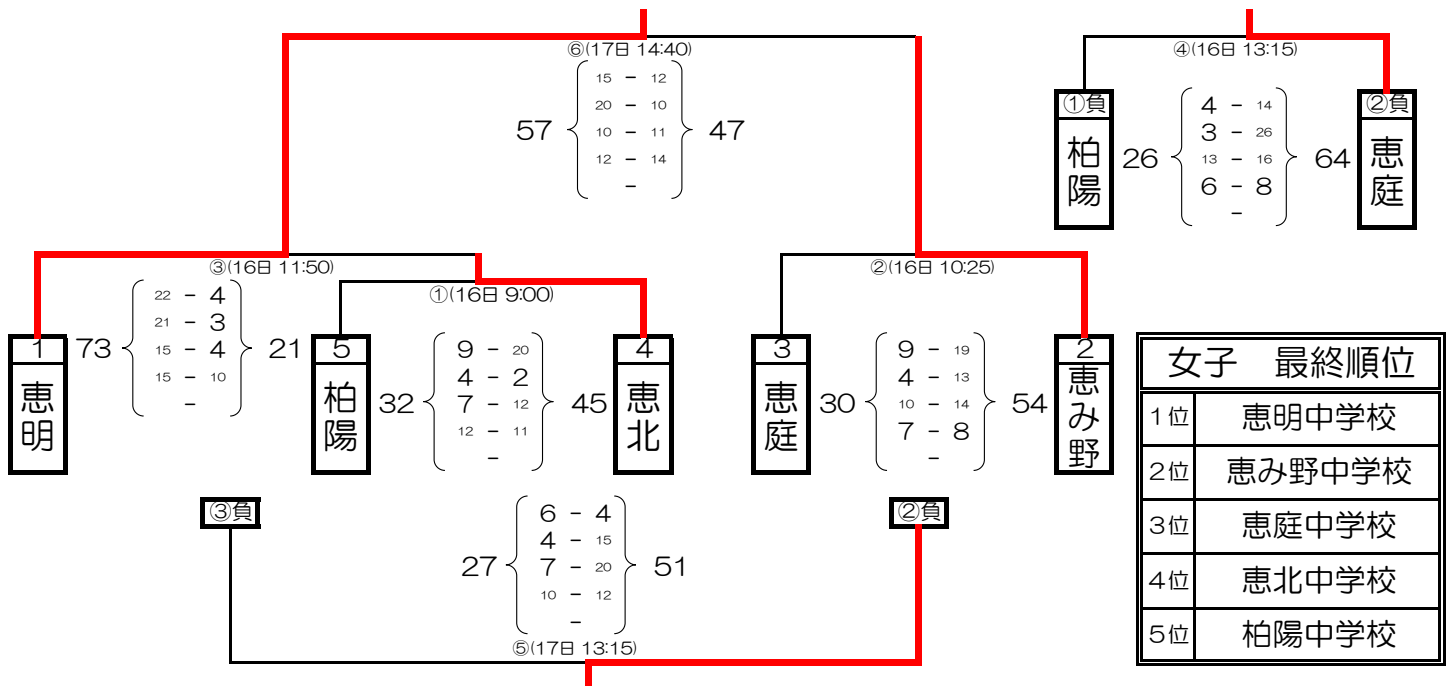 ⑥(17日 14:40)
57
15 － 12
20 － 10
10 － 11
12 － 14
－
47
④(16日 13:15)
①負
柏陽
26
4 － 14
3 － 26
13 － 16
6 － 8
－
64
②負
恵庭
③(16日 11:50)
1
恵明
73
22 － 4
21 － 3
15 － 4
15 － 10
－
21
①(16日 9:00)
5
柏陽
32
9 － 20
4 － 2
7 － 12
12 － 11
－
45
4
恵北
②(16日 10:25)
3
恵庭
30
9 － 19
4 － 13
10 － 14
7 － 8
－
54
2
恵み野
③負
27
6 － 4
4 － 15
7 － 20
10 － 12
－
51
②負
⑤(17日 13:15)
女子　最終順位
1位 恵明中学校
2位 恵み野中学校
3位 恵庭中学校
4位 恵北中学校
5位 柏陽中学校